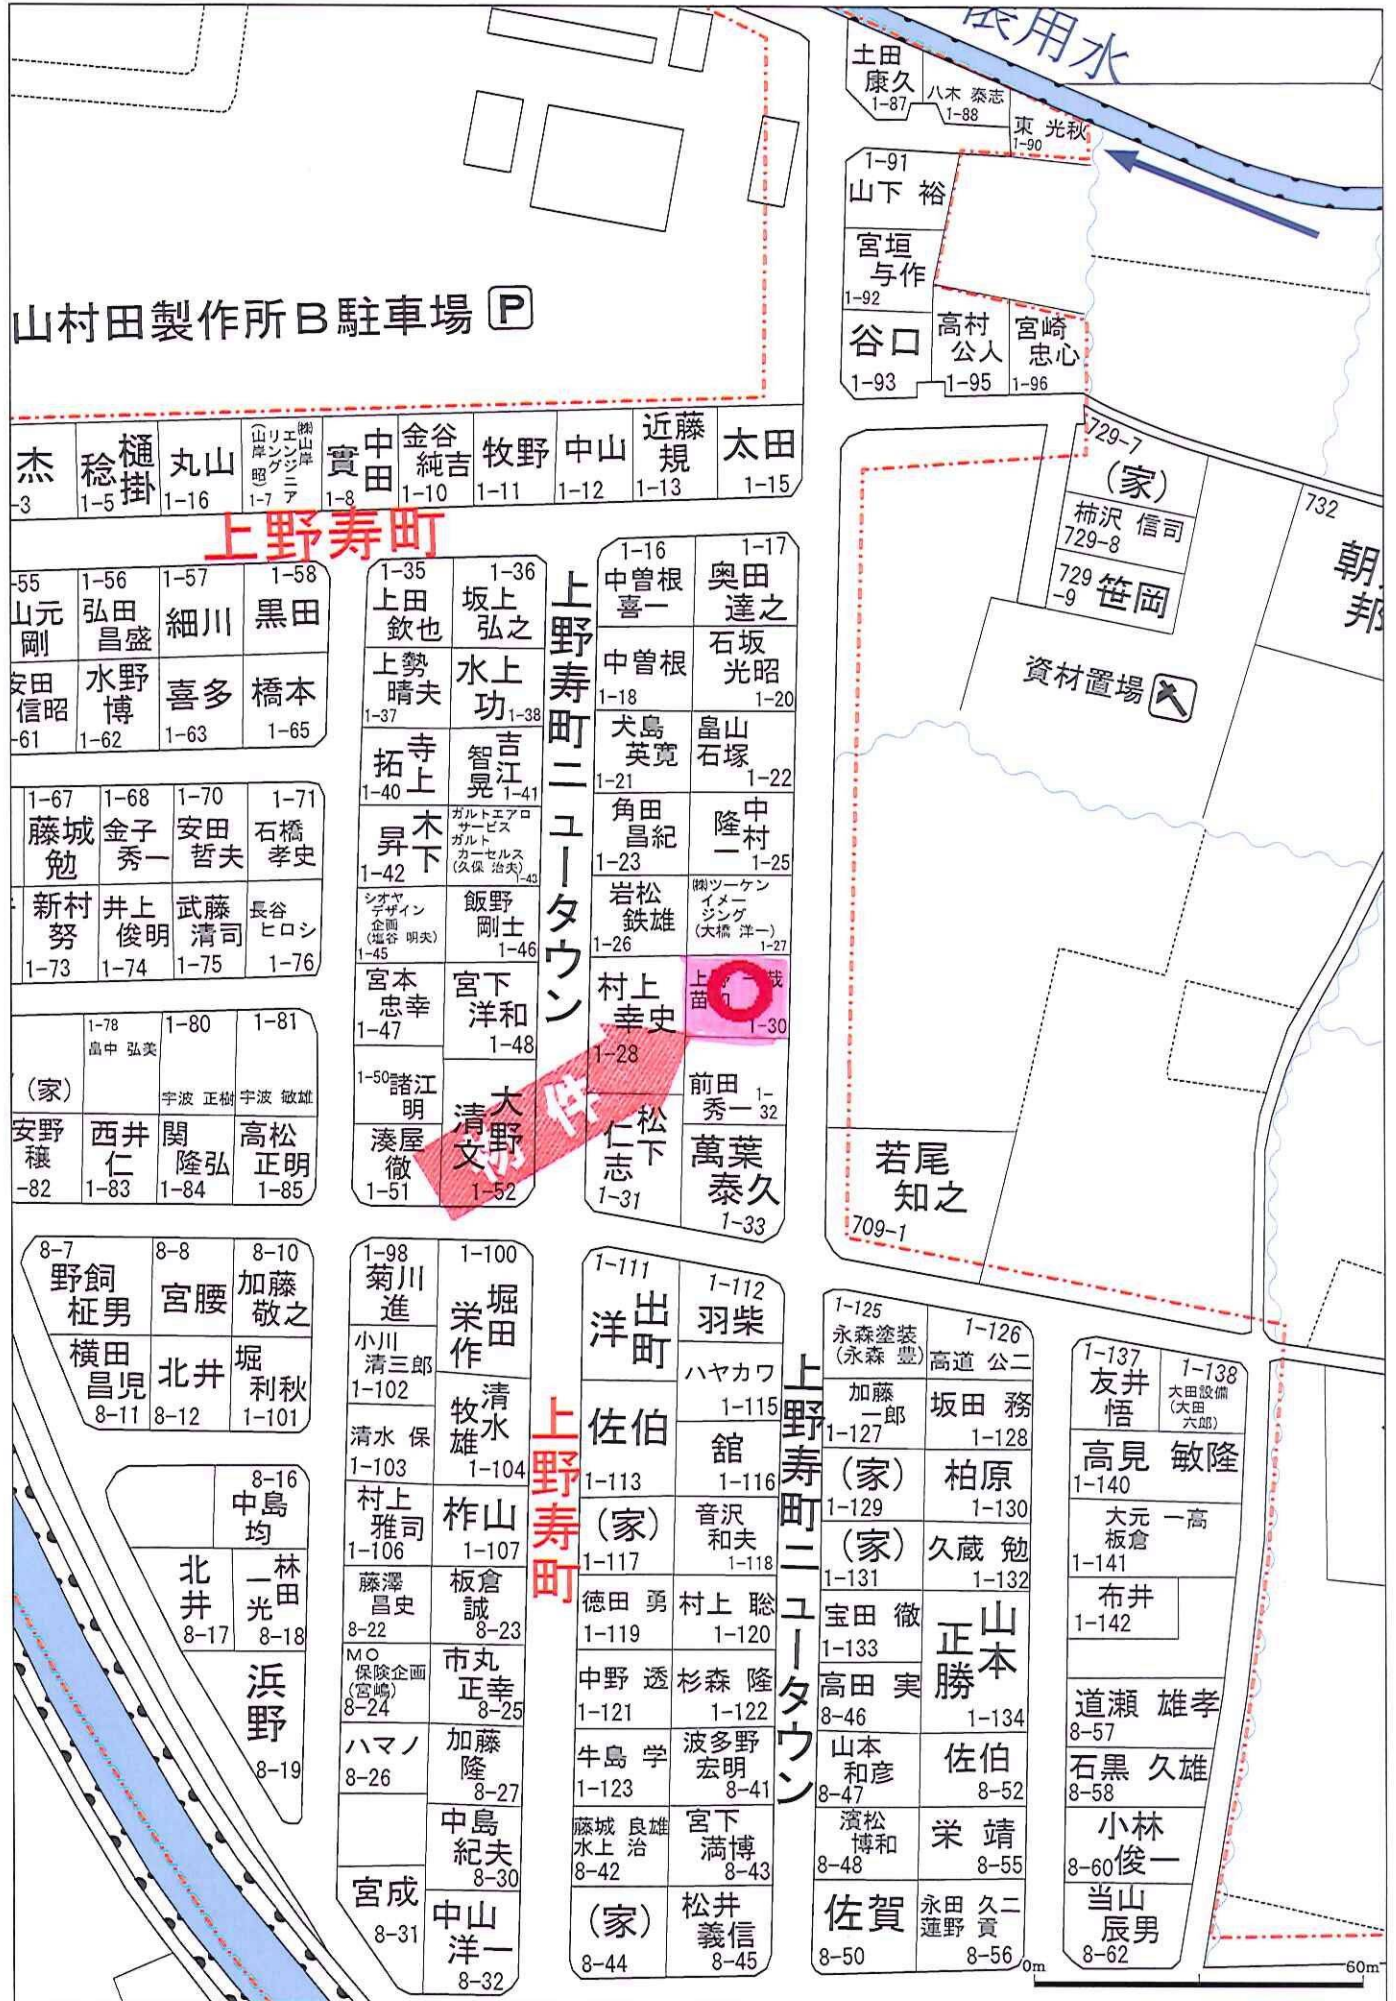 用水
土田
康久
1-87
八木 泰志
1-88
東 光秋
1-90
1-91
山下 裕
宮垣
与作
1-92
谷口
1-93
高村
公人
1-95
宮崎
忠心
1-96
山村田製作所B駐車場 P
杰
-3
樋掛
稔
1-5
丸山
1-16
㈱山岸
エンジニア
リング
(山岸 昭)
1-7
中田
實
1-8
金谷
純吉
1-10
牧野
1-11
中山
1-12
近藤
規
1-13
太田
1-15
上野寿町
729-7
(家)
柿沢 信司
729-8
729
-9
笹岡
732
資材置場
-55
山元
剛
1-56
弘田
昌盛
1-57
細川
1-58
黒田
安田
信昭
-61
水野
博
1-62
喜多
1-63
橋本
1-65
1-67
藤城
勉
1-68
金子
秀一
1-70
安田
哲夫
1-71
石橋
孝史
新村
努
1-73
井上
俊明
1-74
武藤
清司
1-75
長谷
ヒロシ
1-76
(家)
1-78
畠中 弘美
1-80
宇波 正樹
1-81
宇波 敏雄
安野
穣
-82
西井
仁
1-83
関
隆弘
1-84
高松
正明
1-85
1-35
上田
欽也
1-36
坂上
弘之
上勢
晴夫
1-37
水上
功
1-38
寺上
拓
1-40
吉江
智晃
1-41
木下
昇
1-42
ガルトエアロ
サービス
ガルト
カーセルス
(久保 治夫)
1-43
シオヤ
デザイン
企画
(塩谷 明夫)
1-45
飯野
剛士
1-46
宮本
忠幸
1-47
宮下
洋和
1-48
1-50
諸江
明
湊屋
徹
1-51
大野
清文
1-52
上野寿町ニュータウン
1-16
中曽根
喜一
1-17
奥田
達之
中曽根
1-18
石坂
光昭
1-20
犬島
英寛
1-21
畠山
石塚
1-22
角田
昌紀
1-23
中村
隆一
1-25
岩松
鉄雄
1-26
㈱ツーケン
イメー
ジング
(大橋 洋一)
1-27
村上
幸史
1-28
1-30
物件
前田
秀一
1-
32
松下
仁志
1-31
萬葉
泰久
1-33
若尾
知之
709-1
8-7
野飼
柾男
8-8
宮腰
8-10
加藤
敬之
横田
昌児
8-11
北井
8-12
堀
利秋
1-101
8-16
中島
均
北井
8-17
林田
一光
8-18
浜野
8-19
1-98
菊川
進
1-100
堀田
栄作
小川
清三郎
1-102
清水
牧雄
1-104
清水 保
1-103
村上
雅司
1-106
柞山
1-107
藤澤
昌史
8-22
板倉
誠
8-23
MO
保険企画
(宮嶋)
8-24
市丸
正幸
8-25
ハマノ
8-26
加藤
隆
8-27
中島
紀夫
8-30
宮成
8-31
中山
洋一
8-32
上野寿町
1-111
出町
洋
1-112
羽柴
ハヤカワ
1-115
佐伯
1-113
舘
1-116
(家)
1-117
音沢
和夫
1-118
徳田 勇
1-119
村上 聡
1-120
中野 透
1-121
杉森 隆
1-122
牛島 学
1-123
波多野
宏明
8-41
藤城 良雄
水上 治
8-42
宮下
満博
8-43
(家)
8-44
松井
義信
8-45
上野寿町ニュータウン
1-125
永森塗装
(永森 豊)
1-126
高道 公二
加藤
一郎
1-127
坂田 務
1-128
(家)
1-129
柏原
1-130
(家)
1-131
久蔵 勉
1-132
宝田 徹
1-133
山本
正勝
1-134
高田 実
8-46
山本
和彦
8-47
佐伯
8-52
濱松
博和
8-48
栄 靖
8-55
佐賀
8-50
永田 久二
蓮野 貢
8-56
1-137
友井
悟
1-138
大田設備
(大田
六郎)
高見 敏隆
1-140
大元 一高
板倉
1-141
布井
1-142
道瀬 雄孝
8-57
石黒 久雄
8-58
小林
俊一
8-60
当山
辰男
8-62
0m
60m